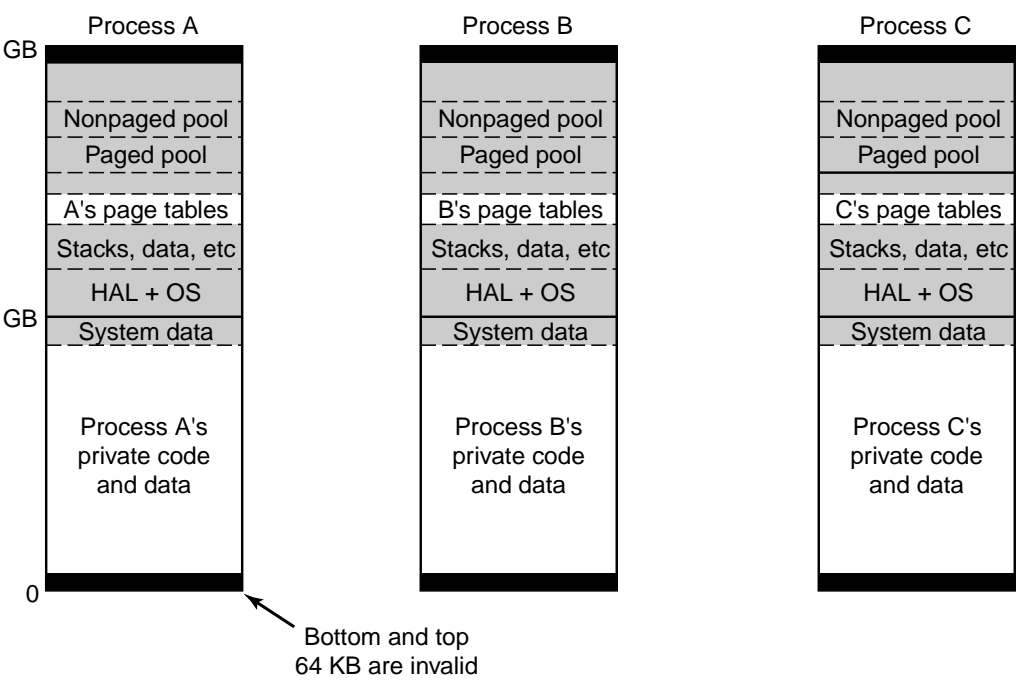 Process A
Process B
Process C
GB
Nonpaged pool
Nonpaged pool
Nonpaged pool
Paged pool
Paged pool
Paged pool
A's page tables
B's page tables
C's page tables
Stacks, data, etc
Stacks, data, etc
Stacks, data, etc
HAL + OS
HAL + OS
HAL + OS
GB
System data
System data
System data
Process A's
private code
and data
Process B's
private code
and data
Process C's
private code
and data
0
Bottom and top
64 KB are invalid